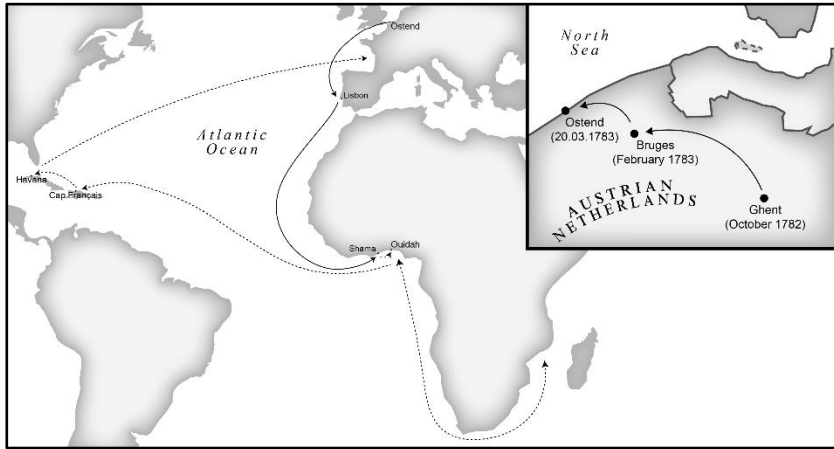 Ostend
Lisbon
Atlantic
Ocean
Havana
Cap Français
Shama
Ouidah
North
Sea
Ostend
(20.03.1783)
Bruges
(February 1783)
AUSTRIAN
NETHERLANDS
Ghent
(October 1782)